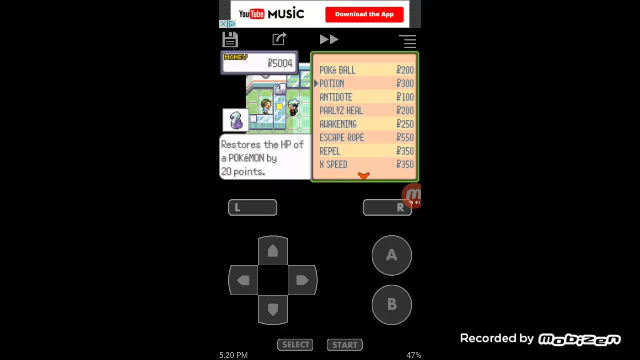 YouTube MUSIC
Download the App
MONEY
₽5004
POKé BALL ₽200
POTION ₽300
ANTIDOTE ₽100
PARLYZ HEAL ₽200
AWAKENING ₽250
ESCAPE ROPE ₽550
REPEL ₽350
X SPEED ₽350
Restores the HP of
a POKéMON by
20 points.
L
R
A
B
SELECT
START
5:20 PM
47%
Recorded by Mobizen